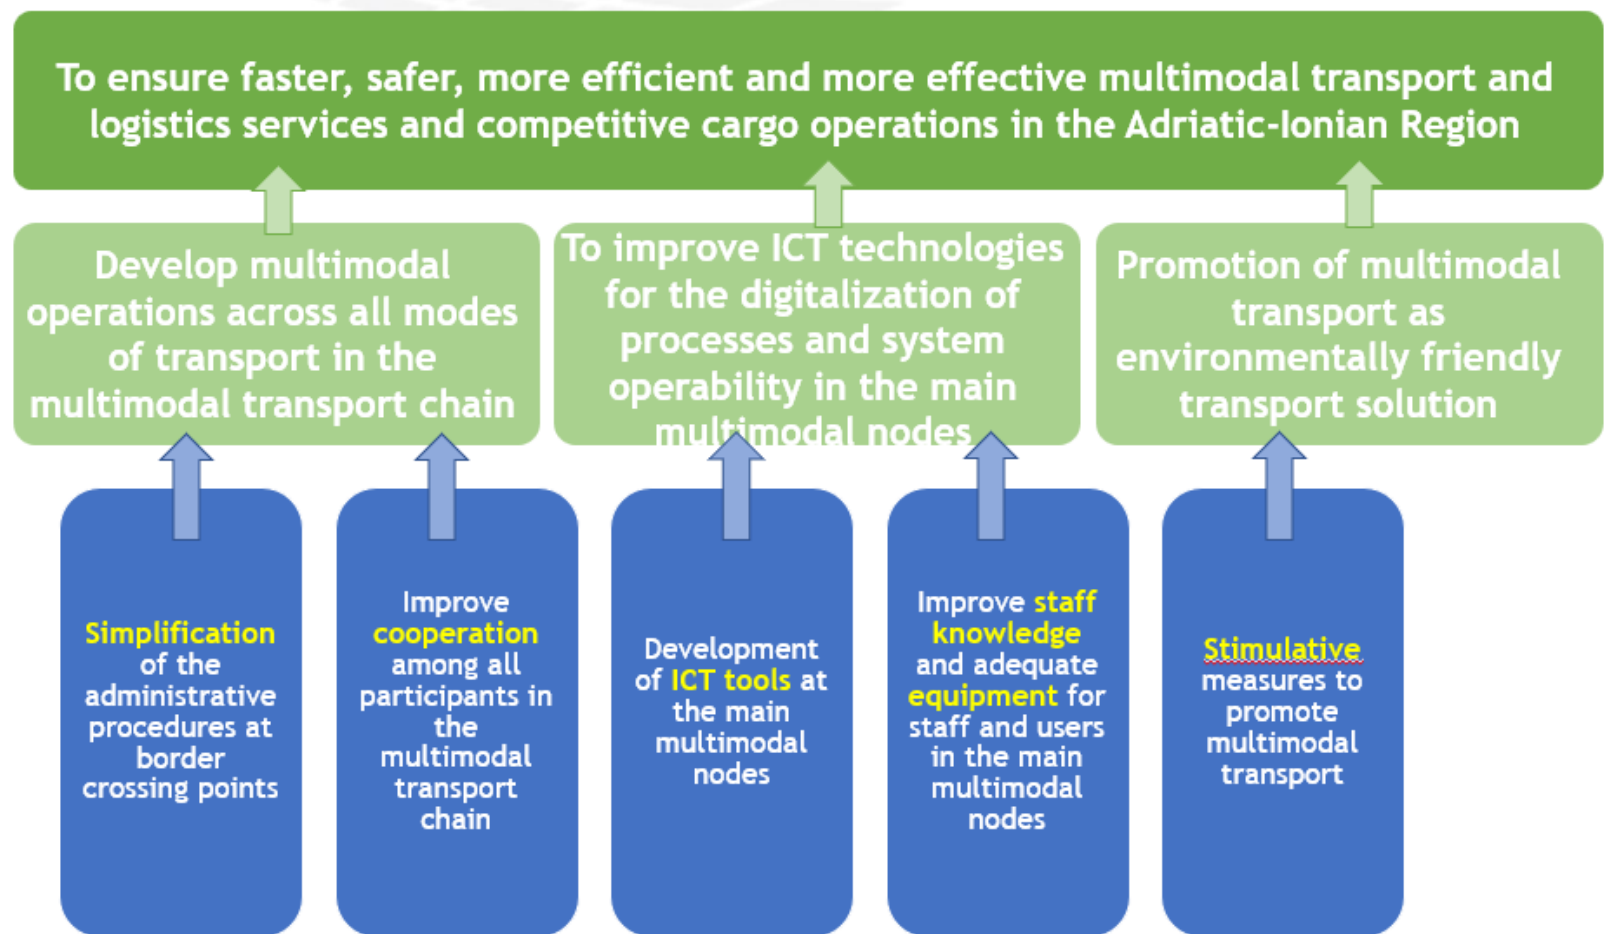 To ensure faster, safer, more efficient and more effective multimodal transport and
logistics services and competitive cargo operations in the Adriatic-Ionian Region
Develop multimodal
operations across all modes
of transport in the
multimodal transport chain
To improve ICT technologies
for the digitalization of
processes and system
operability in the main
multimodal nodes
Promotion of multimodal
transport as
environmentally friendly
transport solution
Simplification
of the
administrative
procedures at
border
crossing points
Improve
cooperation
among all
participants in
the
multimodal
transport
chain
Development
of ICT tools at
the main
multimodal
nodes
Improve staff
knowledge
and adequate
equipment for
staff and users
in the main
multimodal
nodes
Stimulative
measures to
promote
multimodal
transport